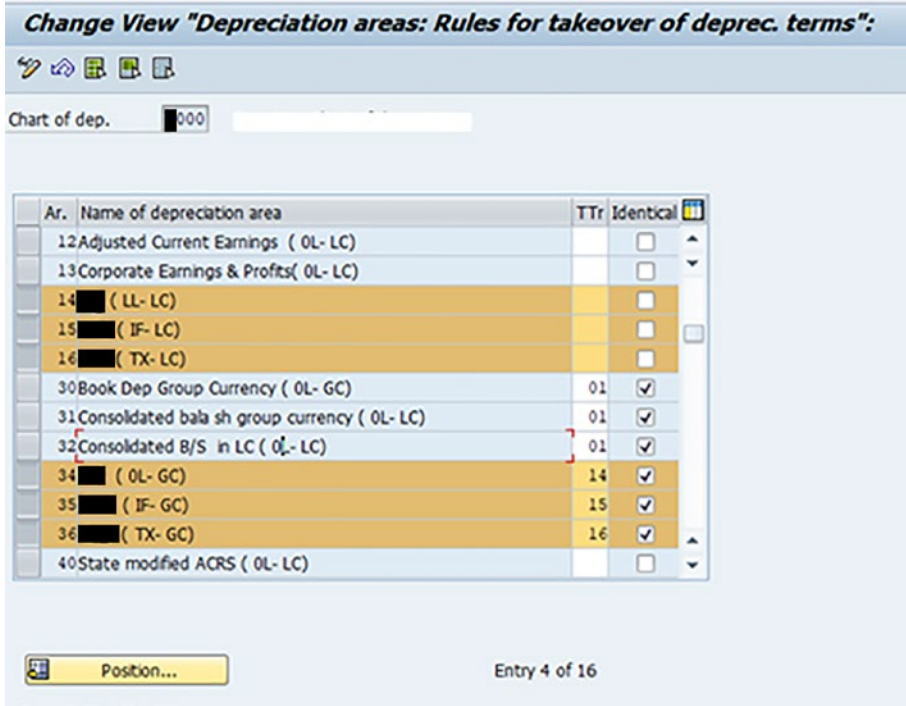 Change View "Depreciation areas: Rules for takeover of deprec. terms":
Chart of dep. 000
Ar. Name of depreciation area TTr Identical
12 Adjusted Current Earnings ( 0L- LC)
13 Corporate Earnings & Profits( 0L- LC)
14 ( LL- LC)
15 ( IF- LC)
16 ( TX- LC)
30 Book Dep Group Currency ( 0L- GC) 01
31 Consolidated bala sh group currency ( 0L- LC) 01
32 Consolidated B/S in LC ( 0L- LC) 01
34 ( 0L- GC) 14
35 ( IF- GC) 15
36 ( TX- GC) 16
40 State modified ACRS ( 0L- LC)
Position... Entry 4 of 16